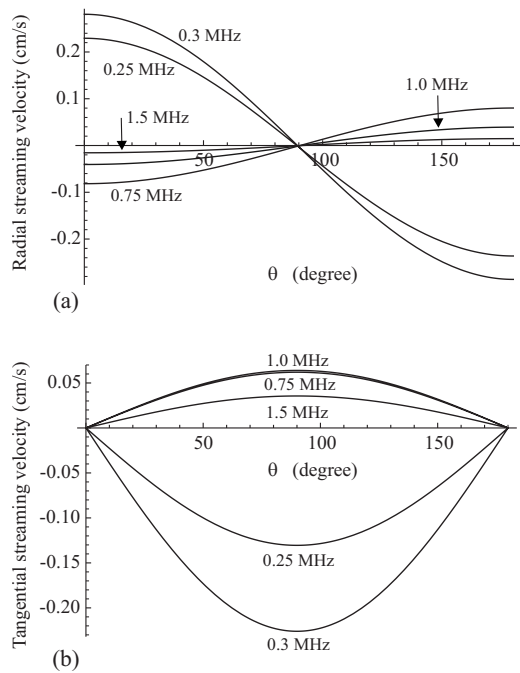 Radial streaming velocity (cm/s)
0.2
0.1
-0.1
-0.2
0.3 MHz
0.25 MHz
1.0 MHz
1.5 MHz
50
100
150
0.75 MHz
θ (degree)
(a)
Tangential streaming velocity (cm/s)
0.05
-0.05
-0.10
-0.15
-0.20
1.0 MHz
0.75 MHz
1.5 MHz
50
100
150
θ (degree)
0.25 MHz
0.3 MHz
(b)